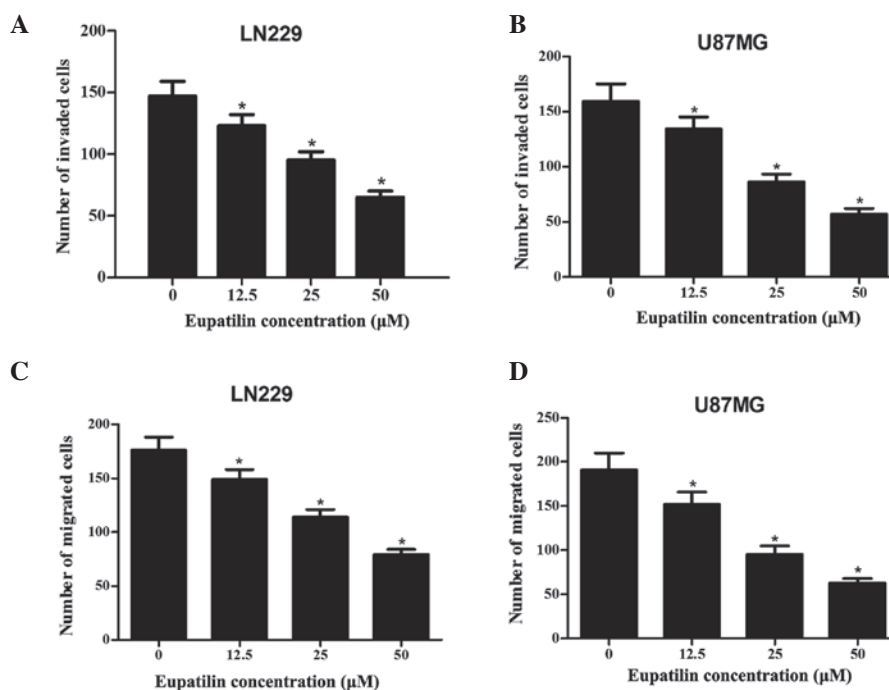 A
LN229
Number of invaded cells
200
150
100
50
0
*
*
*
0 12.5 25 50
Eupatilin concentration (μM)
B
U87MG
Number of invaded cells
200
150
100
50
0
*
*
*
0 12.5 25 50
Eupatilin concentration (μM)
C
LN229
Number of migrated cells
200
150
100
50
0
*
*
*
0 12.5 25 50
Eupatilin concentration (μM)
D
U87MG
Number of migrated cells
250
200
150
100
50
0
*
*
*
0 12.5 25 50
Eupatilin concentration (μM)